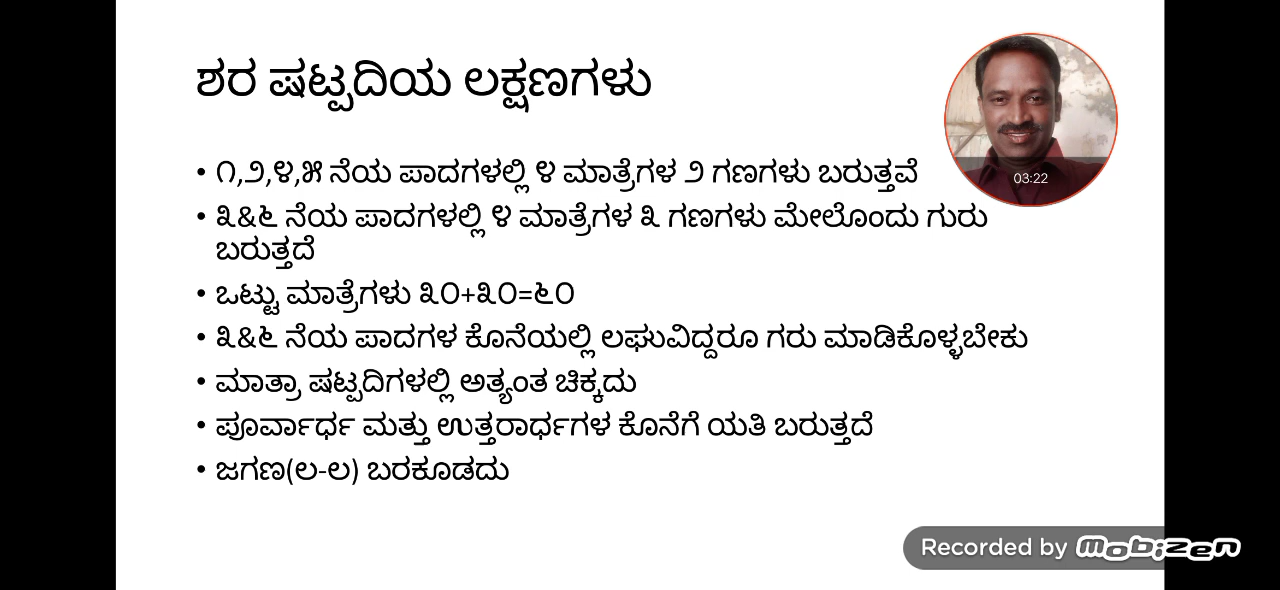 ಶರ ಷಟ್ಪದಿಯ ಲಕ್ಷಣಗಳು
• ೧,೨,೪,೫ ನೆಯ ಪಾದಗಳಲ್ಲಿ ೪ ಮಾತ್ರೆಗಳ ೨ ಗಣಗಳು ಬರುತ್ತವೆ
03:22
• ೩&೬ ನೆಯ ಪಾದಗಳಲ್ಲಿ ೪ ಮಾತ್ರೆಗಳ ೩ ಗಣಗಳು ಮೇಲೊಂದು ಗುರು
ಬರುತ್ತದೆ
• ಒಟ್ಟು ಮಾತ್ರೆಗಳು ೩೦+೩೦=೬೦
• ೩&೬ ನೆಯ ಪಾದಗಳ ಕೊನೆಯಲ್ಲಿ ಲಘುವಿದ್ದರೂ ಗರು ಮಾಡಿಕೊಳ್ಳಬೇಕು
• ಮಾತ್ರಾ ಷಟ್ಪದಿಗಳಲ್ಲಿ ಅತ್ಯಂತ ಚಿಕ್ಕದು
• ಪೂರ್ವಾರ್ಧ ಮತ್ತು ಉತ್ತರಾರ್ಧಗಳ ಕೊನೆಗೆ ಯತಿ ಬರುತ್ತದೆ
• ಜಗಣ(ಲ-ಲ) ಬರಕೂಡದು
Recorded by Mobizen